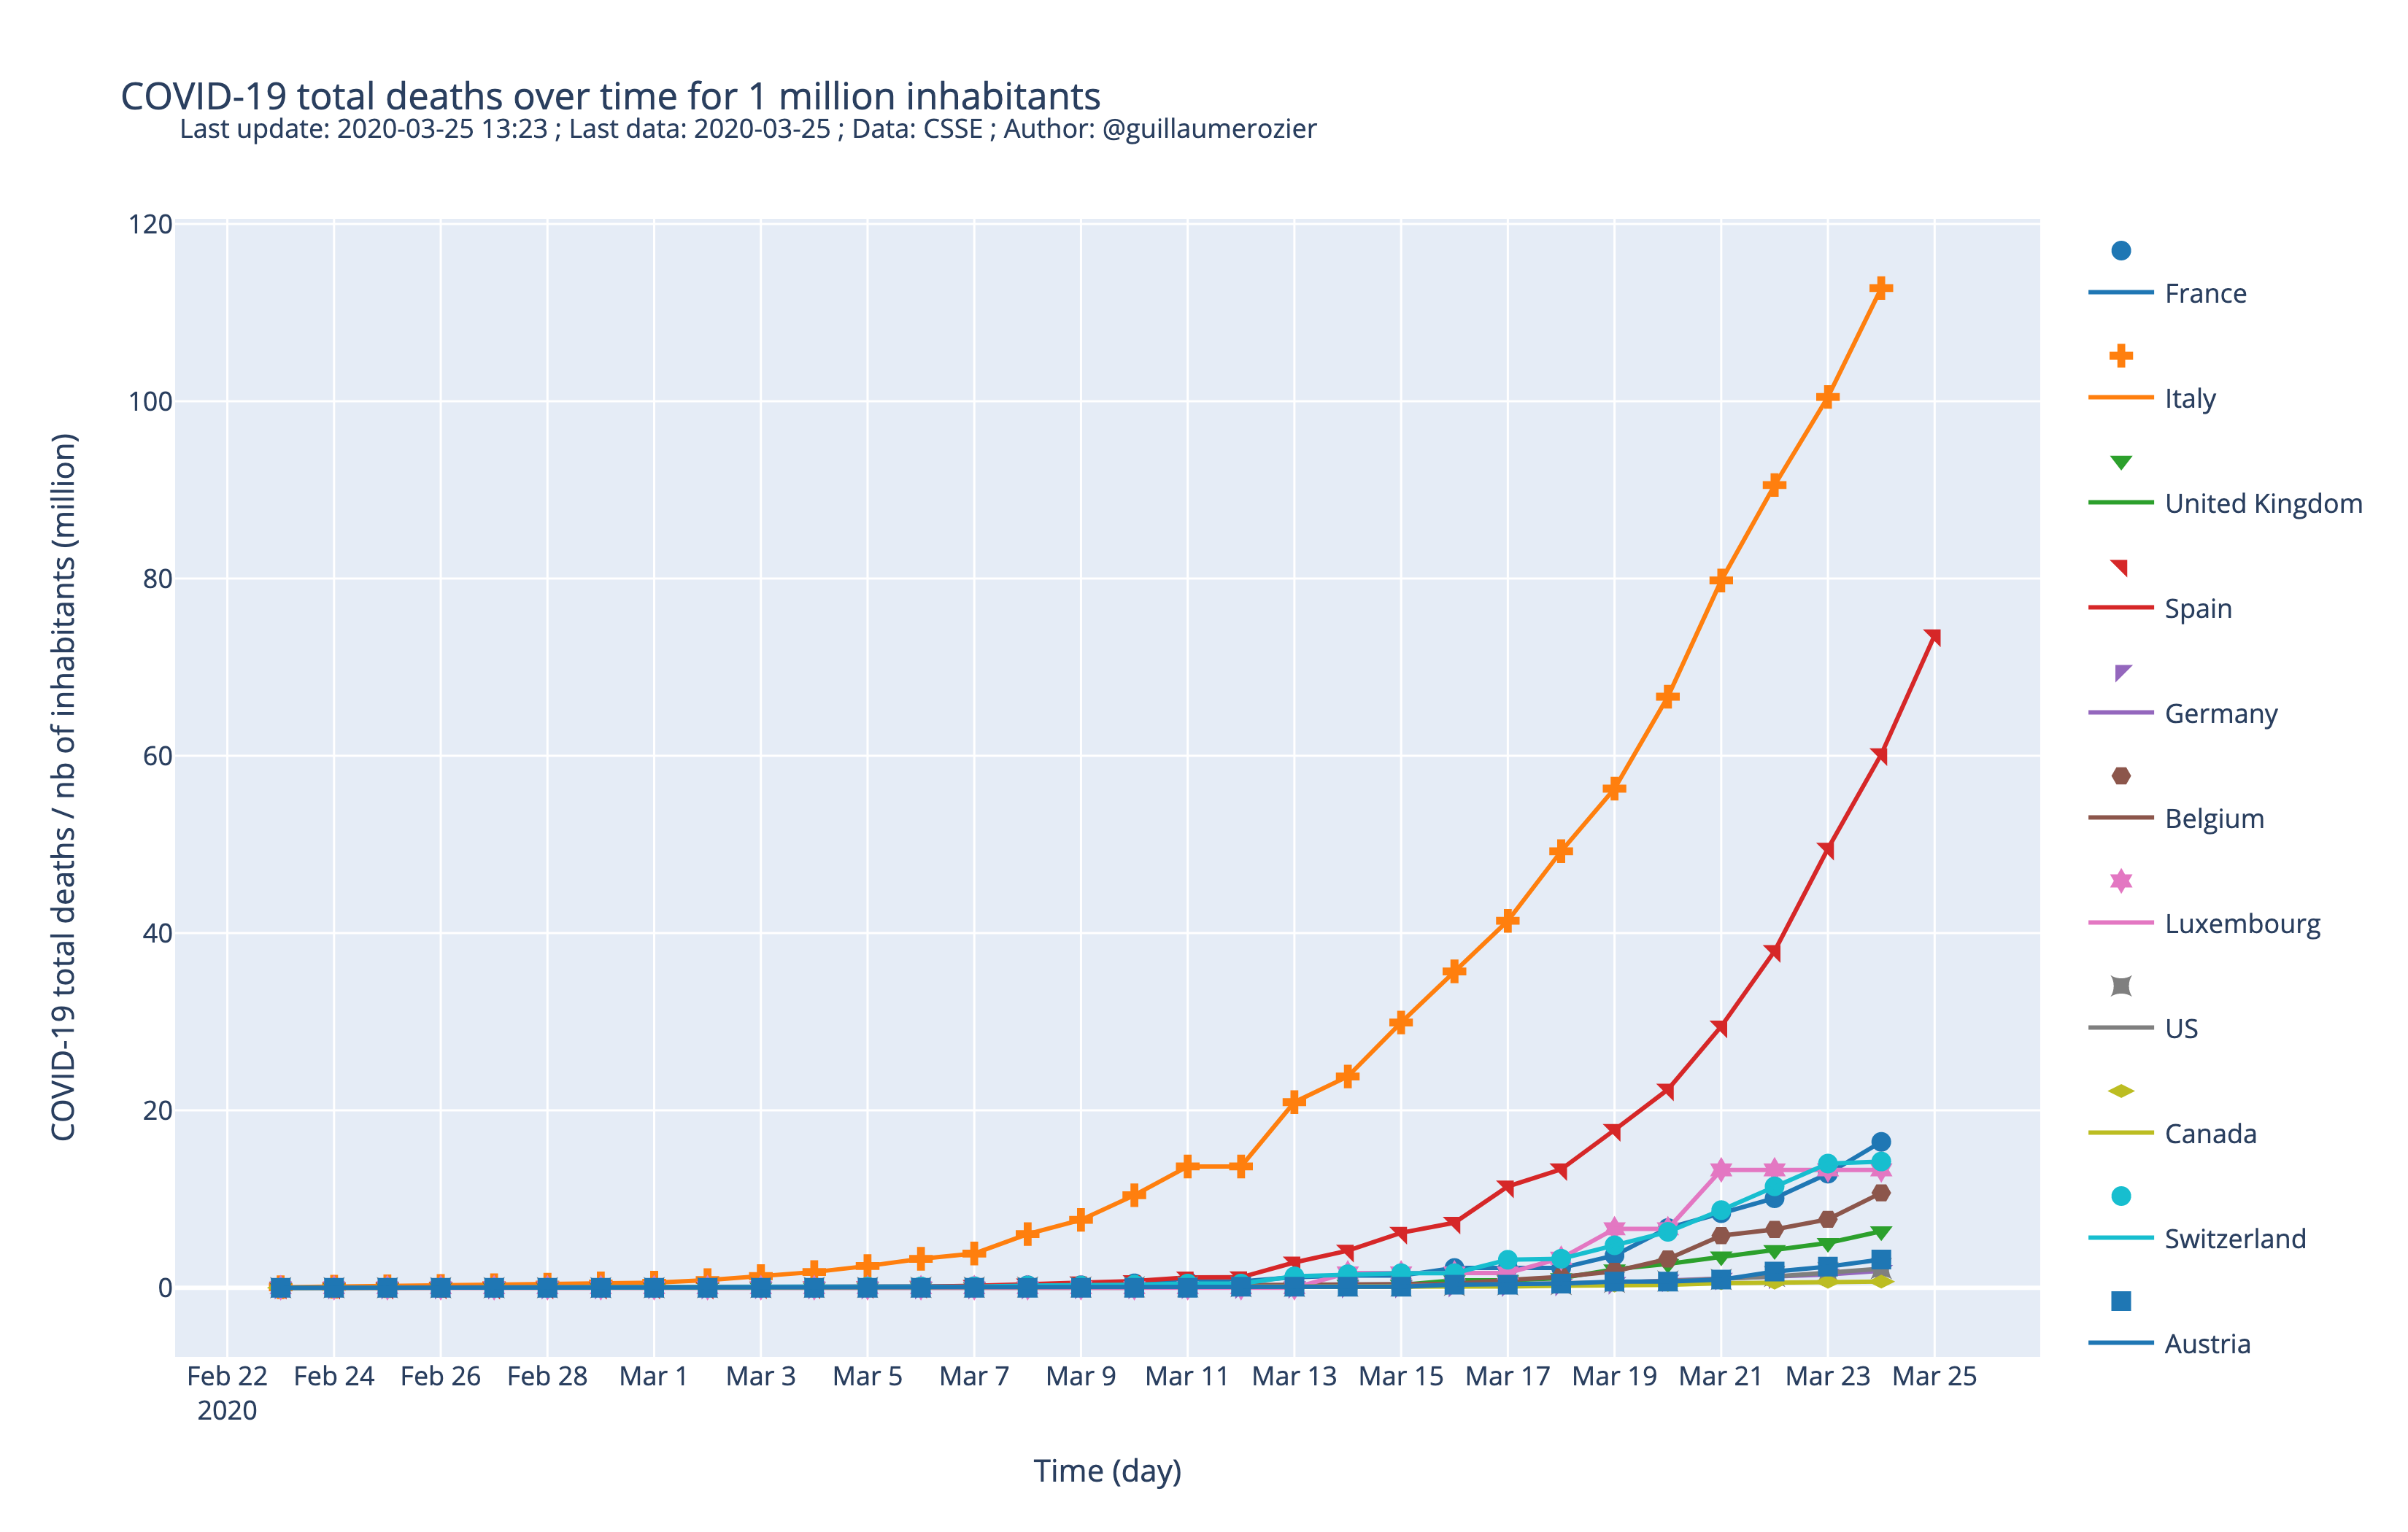 COVID-19 total deaths over time for 1 million inhabitants
Last update: 2020-03-25 13:23 ; Last data: 2020-03-25 ; Data: CSSE ; Author: @guillaumerozier
COVID-19 total deaths / nb of inhabitants (million)
120
100
80
60
40
20
0
Feb 22 Feb 24 Feb 26 Feb 28 Mar 1 Mar 3 Mar 5 Mar 7 Mar 9 Mar 11 Mar 13 Mar 15 Mar 17 Mar 19 Mar 21 Mar 23 Mar 25
2020
Time (day)
France
Italy
United Kingdom
Spain
Germany
Belgium
Luxembourg
US
Canada
Switzerland
Austria